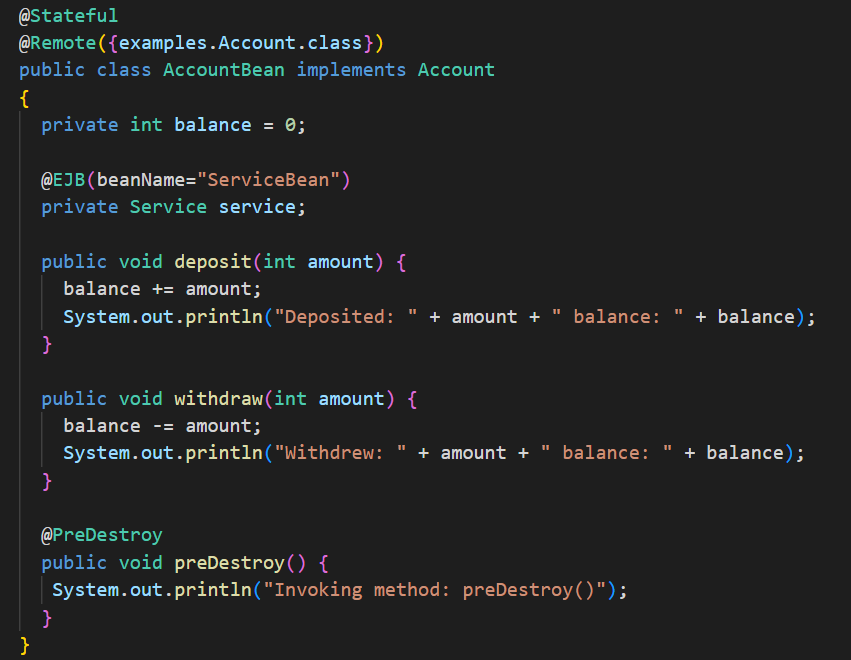 @Stateful
@Remote({examples.Account.class})
public class AccountBean implements Account
{
  private int balance = 0;

  @EJB(beanName="ServiceBean")
  private Service service;

  public void deposit(int amount) {
    balance += amount;
    System.out.println("Deposited: " + amount + " balance: " + balance);
  }

  public void withdraw(int amount) {
    balance -= amount;
    System.out.println("Withdrew: " + amount + " balance: " + balance);
  }

  @PreDestroy
  public void preDestroy() {
   System.out.println("Invoking method: preDestroy()");
  }
}